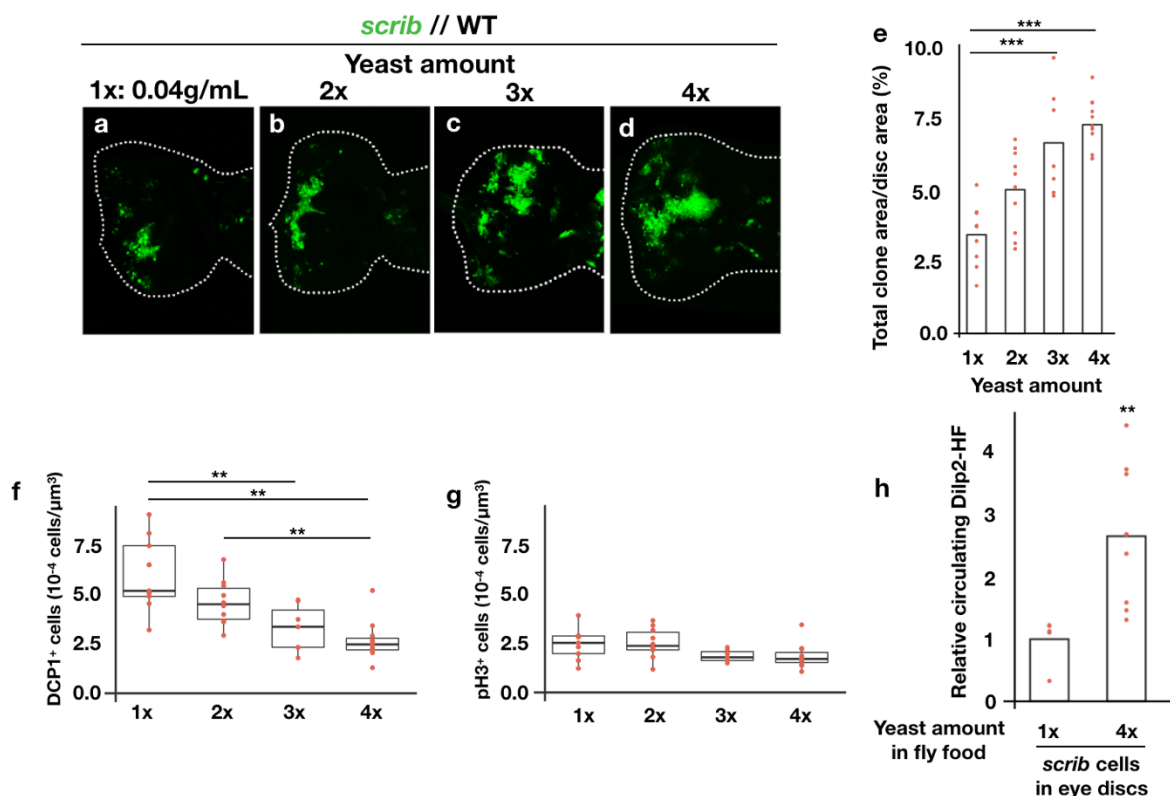 scrib // WT
Yeast amount
1x: 0.04g/mL 2x 3x 4x
a b c d
e
Total clone area/disc area (%)
10.0
7.5
5.0
2.5
0.0
*** 
***
1x 2x 3x 4x
Yeast amount
f
DCP1+ cells (10-4 cells/μm³)
7.5
5.0
2.5
0.0
**
**
**
1x 2x 3x 4x
g
pH3+ cells (10-4 cells/μm³)
7.5
5.0
2.5
0.0
1x 2x 3x 4x
h
Relative circulating Dilp2-HF
4
3
2
1
0
**
Yeast amount
in fly food
1x 4x
scrib cells
in eye discs